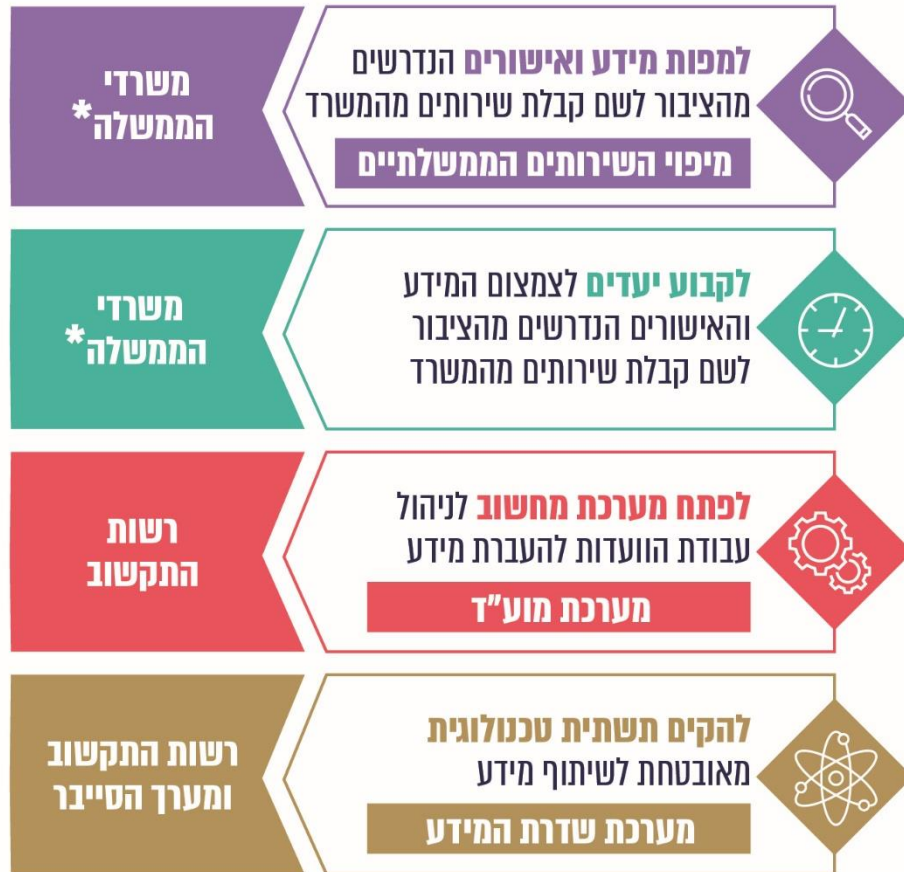 למפות מידע ואישורים הנדרשים
מהציבור לשם קבלת שירותים מהמשרד
מיפוי השירותים הממשלתיים
משרדי
הממשלה*
לקבוע יעדים לצמצום המידע
והאישורים הנדרשים מהציבור
לשם קבלת שירותים מהמשרד
משרדי
הממשלה*
לפתח מערכת מחשוב לניהול
עבודת הוועדות להעברת מידע
מערכת מוע"ד
רשות
התקשוב
להקים תשתית טכנולוגית
מאובטחת לשיתוף מידע
מערכת שדרת המידע
רשות התקשוב
ומערך הסייבר